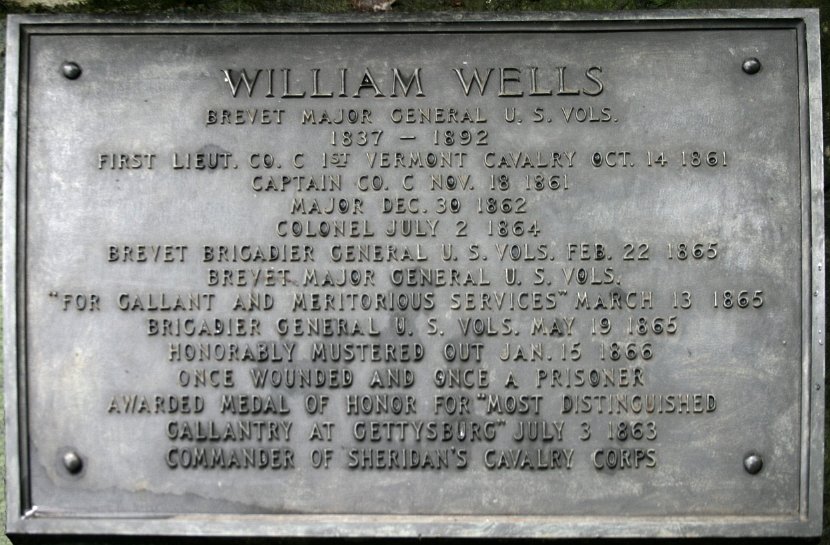 WILLIAM WELLS
BREVET MAJOR GENERAL U. S. VOLS.
1837 – 1892
FIRST LIEUT. CO. C 1ST VERMONT CAVALRY OCT. 14 1861
CAPTAIN CO. C NOV. 18 1861
MAJOR DEC. 30 1862
COLONEL JULY 2 1864
BREVET BRIGADIER GENERAL U. S. VOLS. FEB. 22 1865
BREVET MAJOR GENERAL U. S. VOLS.
"FOR GALLANT AND MERITORIOUS SERVICES" MARCH 13 1865
BRIGADIER GENERAL U. S. VOLS. MAY 19 1865
HONORABLY MUSTERED OUT JAN. 15 1866
ONCE WOUNDED AND ONCE A PRISONER
AWARDED MEDAL OF HONOR FOR "MOST DISTINGUISHED
GALLANTRY AT GETTYSBURG" JULY 3 1863
COMMANDER OF SHERIDAN'S CAVALRY CORPS